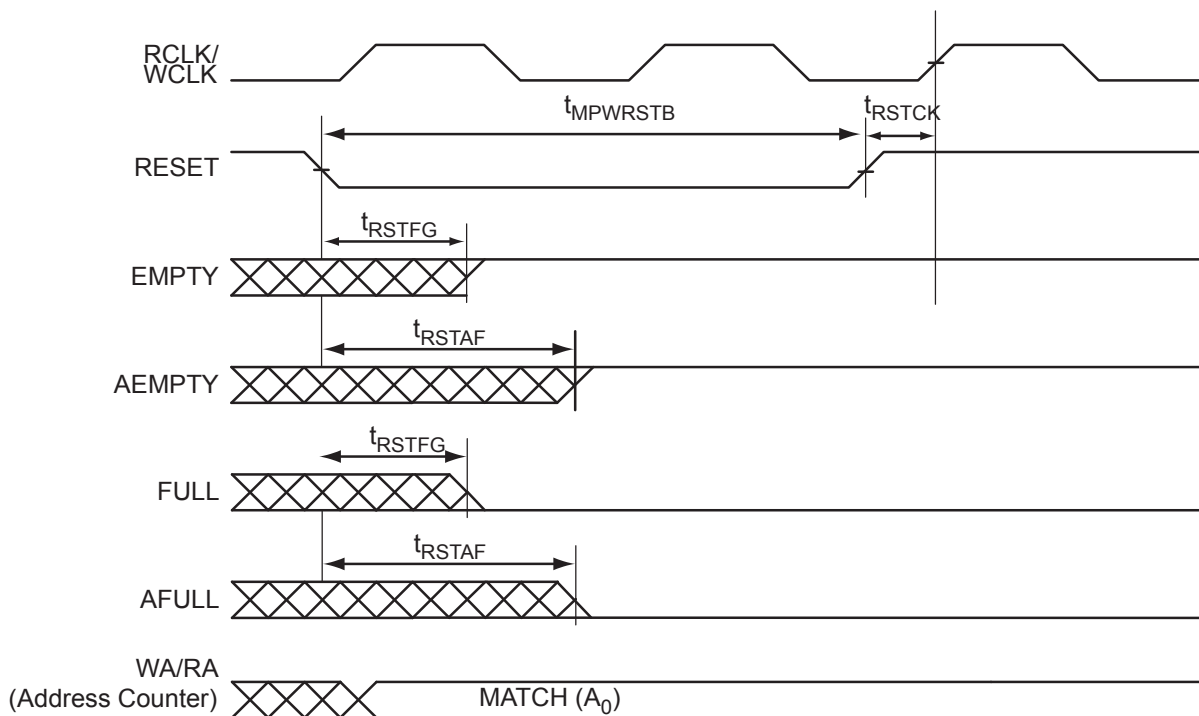 RCLK/
WCLK
tMPWRSTB
tRSTCK
RESET
tRSTFG
EMPTY
tRSTAF
AEMPTY
tRSTFG
FULL
tRSTAF
AFULL
WA/RA
(Address Counter)
MATCH (A0)